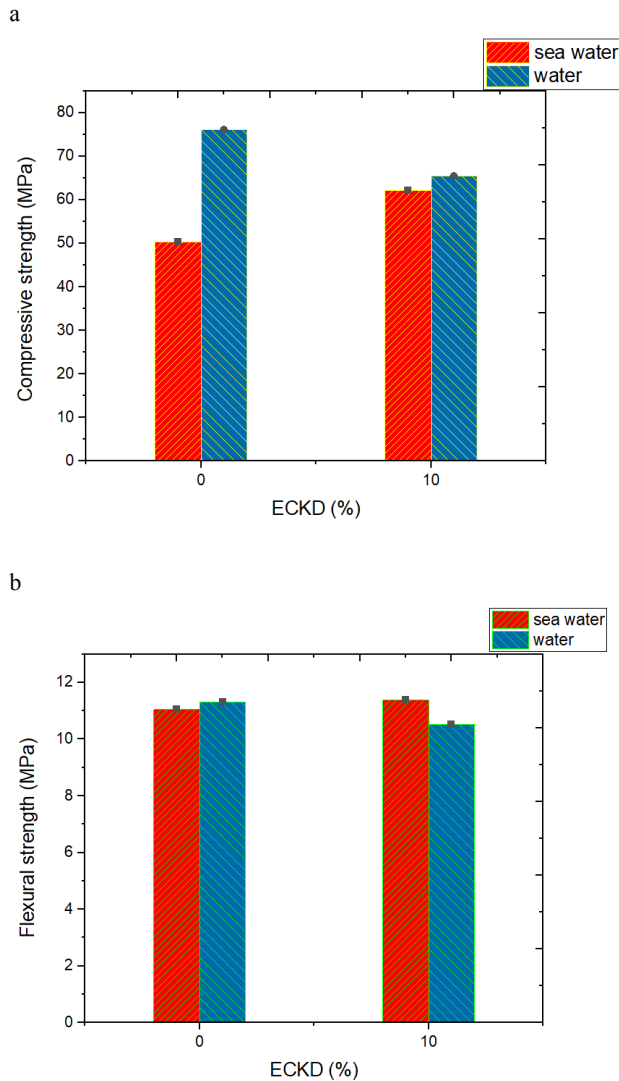 a
sea water
water
80
70
60
50
40
30
20
10
0
Compressive strength (MPa)
0
10
ECKD (%)
b
sea water
water
12
10
8
6
4
2
0
Flexural strength (MPa)
0
10
ECKD (%)